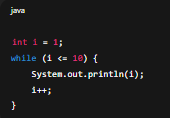 java
int i = 1;
while (i <= 10) {
    System.out.println(i);
    i++;
}